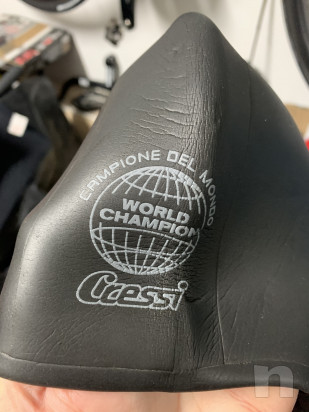 CAMPIONE DEL MONDO
WORLD
CHAMPION
Cressi
n